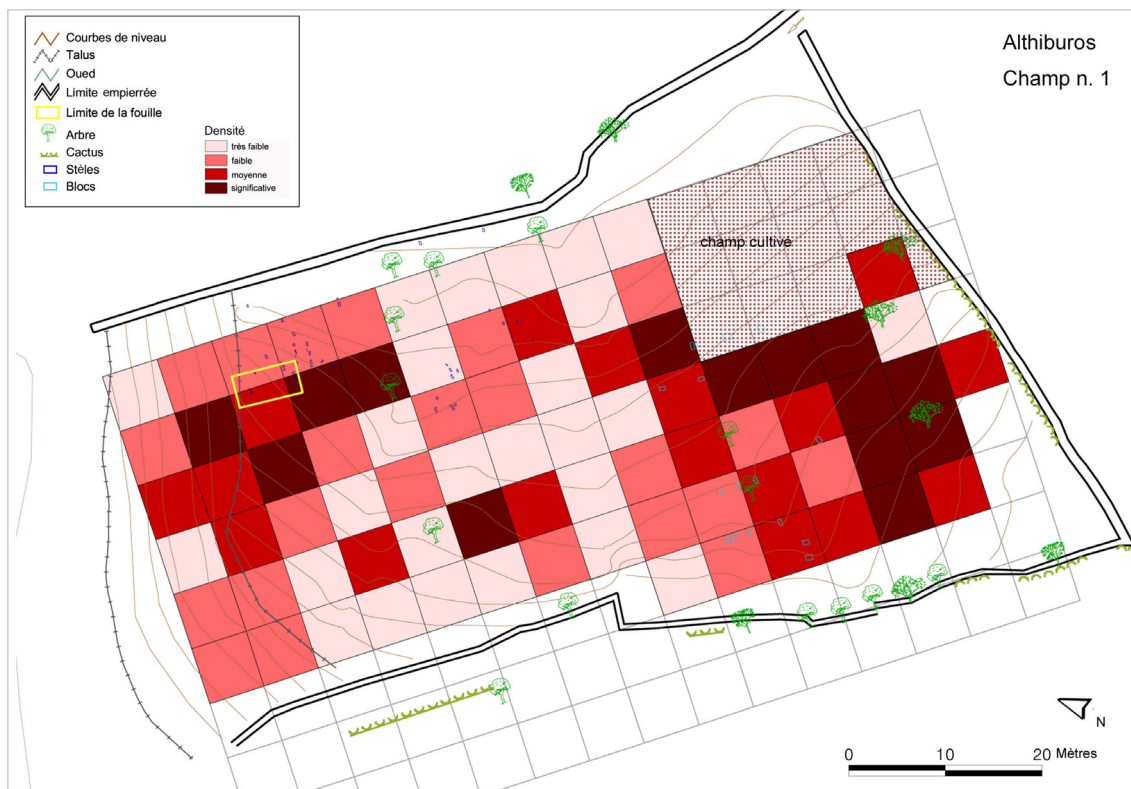 Althiburos
Champ n. 1
Courbes de niveau
Talus
Oued
Limite empierrée
Limite de la fouille
Arbre
Cactus
Stèles
Blocs
Densité
très faible
faible
moyenne
significative
champ cultivé
N
0 10 20 Mètres